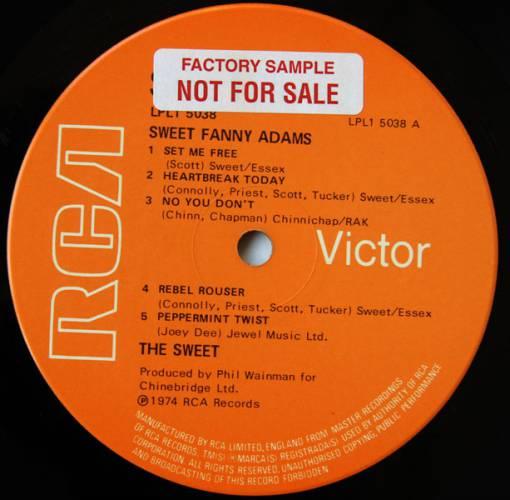 FACTORY SAMPLE
NOT FOR SALE
LPL1 5038
LPL1 5038 A
SWEET FANNY ADAMS
1 SET ME FREE
(Scott) Sweet/Essex
2 HEARTBREAK TODAY
(Connolly, Priest, Scott, Tucker) Sweet/Essex
3 NO YOU DON'T
(Chinn, Chapman) Chinnichap/RAK
RCA
Victor
4 REBEL ROUSER
(Connolly, Priest, Scott, Tucker) Sweet/Essex
5 PEPPERMINT TWIST
(Joey Dee) Jewel Music Ltd.
THE SWEET
Produced by Phil Wainman for
Chinebridge Ltd.
℗1974 RCA Records
MANUFACTURED BY RCA LIMITED, ENGLAND FROM MASTER RECORDINGS
OF RCA RECORDS. TM(S) ® MARCA(S) REGISTRADA(S) USED BY AUTHORITY OF RCA
CORPORATION. ALL RIGHTS RESERVED. UNAUTHORISED COPYING, PUBLIC PERFORMANCE
AND BROADCASTING OF THIS RECORD FORBIDDEN